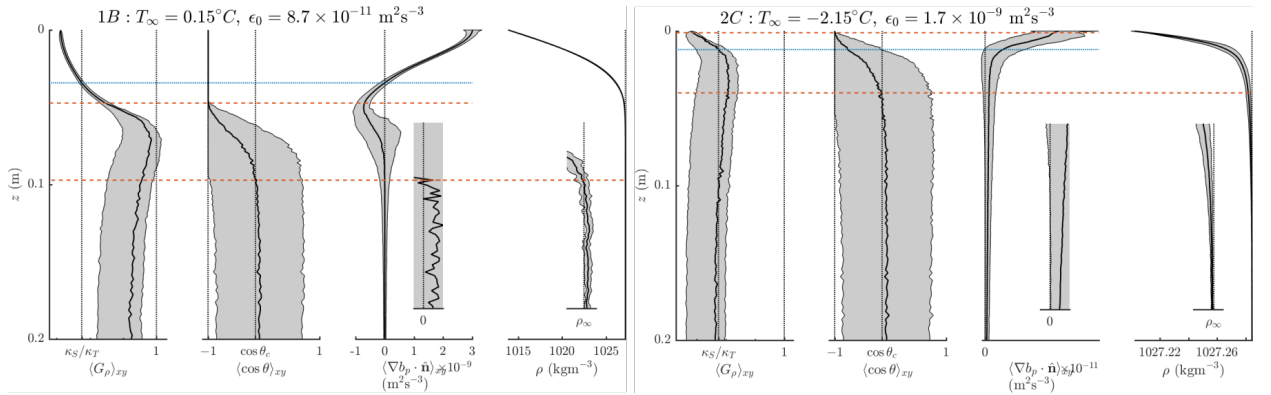 1B : T∞ = 0.15°C, ϵ0 = 8.7 × 10⁻¹¹ m²s⁻³
0
z (m)
0.1
0.2
κS/κT 1
⟨Gρ⟩xy
−1 cos θc 1
⟨cos θ⟩xy
0
-1 0 1 2 3
⟨∇bp · n̂⟩xy ×10⁻⁹
(m²s⁻³)
ρ∞
1015 1020 1025
ρ (kgm⁻³)
2C : T∞ = −2.15°C, ϵ0 = 1.7 × 10⁻⁹ m²s⁻³
0
z (m)
0.1
0.2
κS/κT 1
⟨Gρ⟩xy
−1 cos θc 1
⟨cos θ⟩xy
0
0
⟨∇bp · n̂⟩xy ×10⁻¹¹
(m²s⁻³)
ρ∞
1027.22 1027.26
ρ (kgm⁻³)